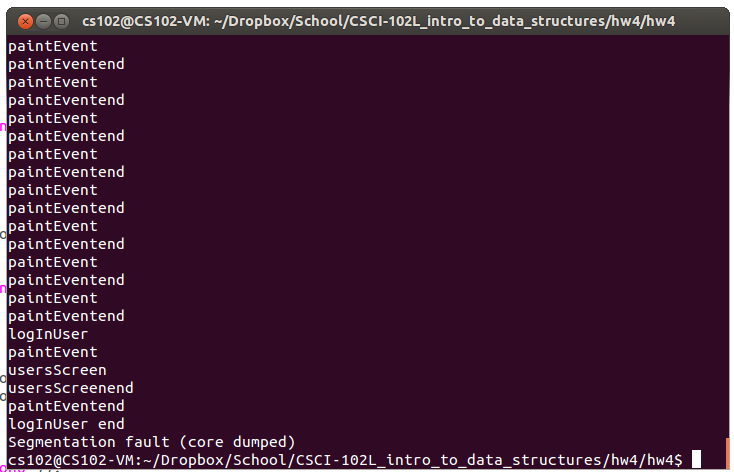 cs102@CS102-VM: ~/Dropbox/School/CSCI-102L_intro_to_data_structures/hw4/hw4
paintEvent
paintEventend
paintEvent
paintEventend
paintEvent
paintEventend
paintEvent
paintEventend
paintEvent
paintEventend
paintEvent
paintEventend
paintEvent
paintEventend
paintEvent
paintEventend
logInUser
paintEvent
usersScreen
usersScreenend
paintEventend
logInUser end
Segmentation fault (core dumped)
cs102@CS102-VM:~/Dropbox/School/CSCI-102L_intro_to_data_structures/hw4/hw4$